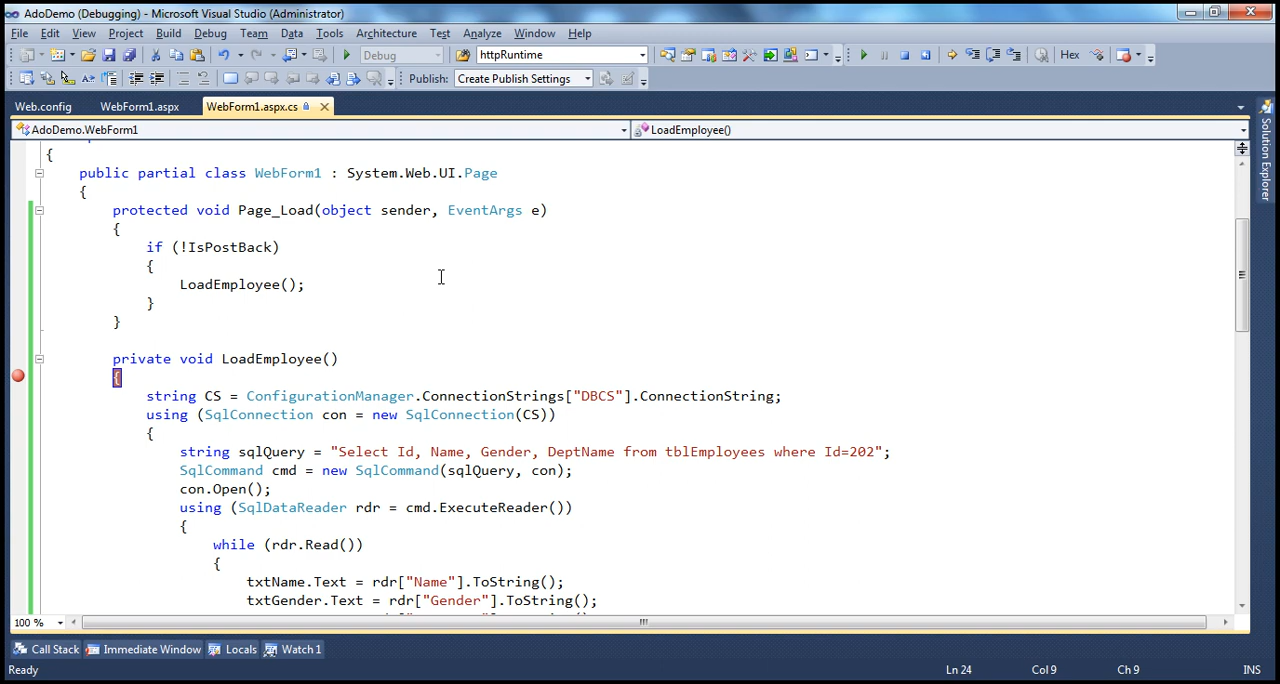 AdoDemo (Debugging) - Microsoft Visual Studio (Administrator)
File Edit View Project Build Debug Team Data Tools Architecture Test Analyze Window Help
Debug httpRuntime Hex
Publish: Create Publish Settings
Web.config WebForm1.aspx WebForm1.aspx.cs
AdoDemo.WebForm1 LoadEmployee()
Solution Explorer
{
public partial class WebForm1 : System.Web.UI.Page
{
protected void Page_Load(object sender, EventArgs e)
{
if (!IsPostBack)
{
LoadEmployee();
}
}
private void LoadEmployee()
{
string CS = ConfigurationManager.ConnectionStrings["DBCS"].ConnectionString;
using (SqlConnection con = new SqlConnection(CS))
{
string sqlQuery = "Select Id, Name, Gender, DeptName from tblEmployees where Id=202";
SqlCommand cmd = new SqlCommand(sqlQuery, con);
con.Open();
using (SqlDataReader rdr = cmd.ExecuteReader())
{
while (rdr.Read())
{
txtName.Text = rdr["Name"].ToString();
txtGender.Text = rdr["Gender"].ToString();
100 %
Call Stack Immediate Window Locals Watch 1
Ready Ln 24 Col 9 Ch 9 INS